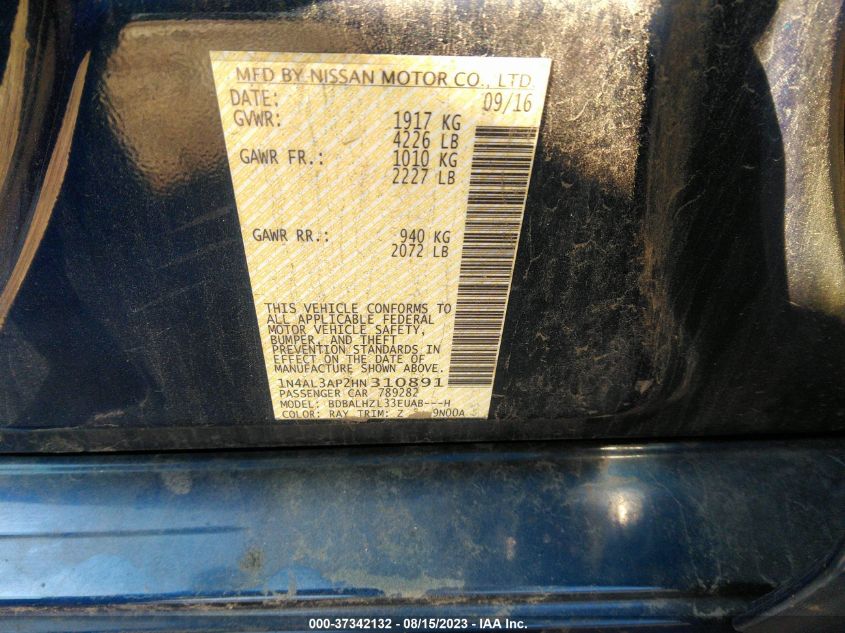 MFD BY NISSAN MOTOR CO., LTD.
DATE: 09/16
GVWR: 1917 KG
4226 LB
GAWR FR.: 1010 KG
2227 LB
GAWR RR.: 940 KG
2072 LB
THIS VEHICLE CONFORMS TO
ALL APPLICABLE FEDERAL
MOTOR VEHICLE SAFETY,
BUMPER, AND THEFT
PREVENTION STANDARDS IN
EFFECT ON THE DATE OF
MANUFACTURE SHOWN ABOVE.
1N4AL3AP2HN310891
PASSENGER CAR 789282
MODEL: BDBALHZL33EUAB---H
COLOR: RAY TRIM: Z 9N00A
000-37342132 - 08/15/2023 - IAA Inc.